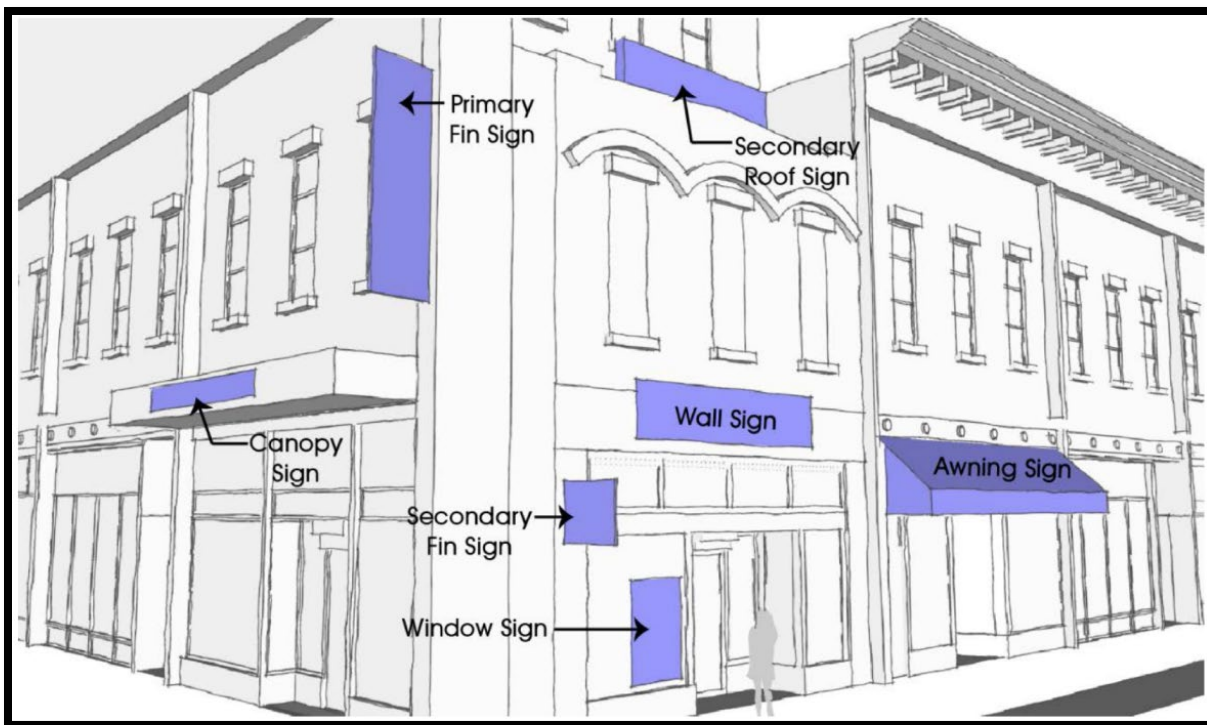 Primary
Fin Sign
Secondary
Roof Sign
Canopy
Sign
Wall Sign
Awning Sign
Secondary
Fin Sign
Window Sign